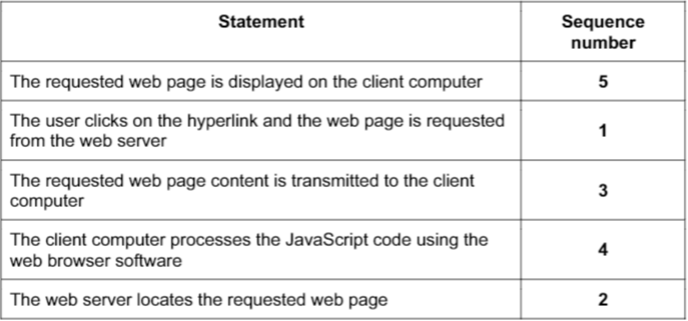 Statement
Sequence
number
The requested web page is displayed on the client computer
5
The user clicks on the hyperlink and the web page is requested
from the web server
1
The requested web page content is transmitted to the client
computer
3
The client computer processes the JavaScript code using the
web browser software
4
The web server locates the requested web page
2